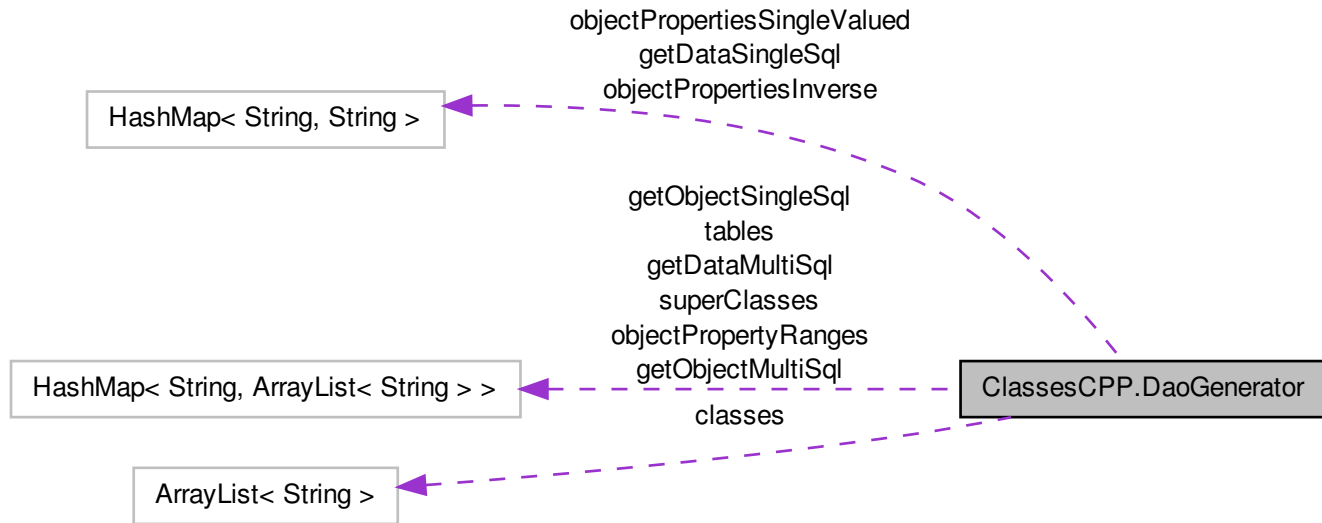 objectPropertiesSingleValued
getDataSingleSql
objectPropertiesInverse
HashMap< String, String >
getObjectSingleSql
tables
getDataMultiSql
superClasses
objectPropertyRanges
getObjectMultiSql
HashMap< String, ArrayList< String > >
ClassesCPP.DaoGenerator
classes
ArrayList< String >